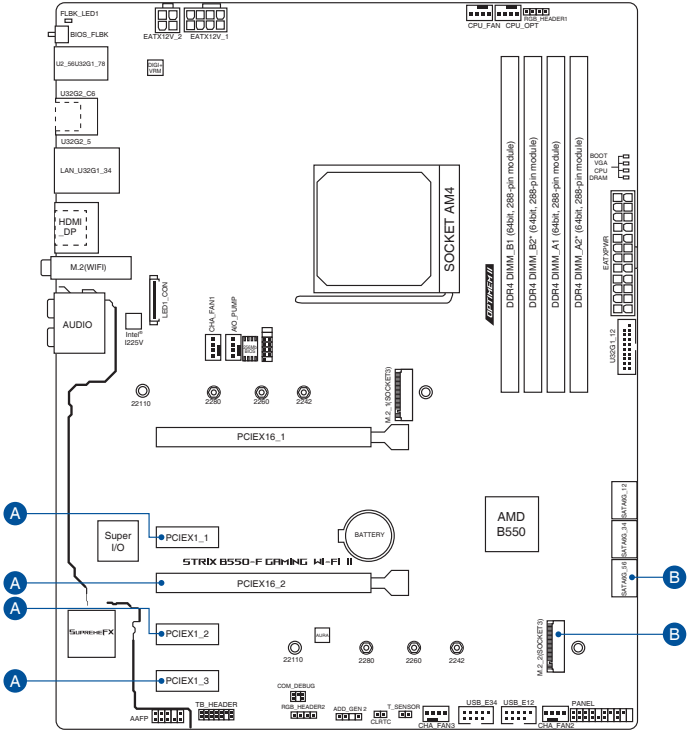 FLBK_LED1
BIOS_FLBK
EATX12V_2
EATX12V_1
CPU_FAN
CPU_OPT
RGB_HEADER1
U2_56U32G1_78
DIGI+
VRM
U32G2_C6
U32G2_5
LAN_U32G1_34
HDMI
_DP
M.2(WIFI)
AUDIO
LED1_CON
Intel®
I225V
CHA_FAN1
AIO_PUMP
BIOS
SOCKET AM4
OPTIMEM II
DDR4 DIMM_B1 (64bit, 288-pin module)
DDR4 DIMM_B2* (64bit, 288-pin module)
DDR4 DIMM_A1 (64bit, 288-pin module)
DDR4 DIMM_A2* (64bit, 288-pin module)
BOOT
VGA
CPU
DRAM
EATXPWR
U32G1_12
M.2_1(SOCKET3)
22110
2280
2260
2242
PCIEX16_1
A
PCIEX1_1
Super
I/O
BATTERY
AMD
B550
SATA6G_12
SATA6G_34
SATA6G_56
B
STRIX B550-F GAMING WI-FI II
A
PCIEX16_2
A
PCIEX1_2
SUPREMEFX
AURA
22110
2280
2260
2242
M.2_2(SOCKET3)
B
A
PCIEX1_3
COM_DEBUG
AAFP
TB_HEADER
RGB_HEADER2
ADD_GEN 2
CLRTC
T_SENSOR
CHA_FAN3
USB_E34
USB_E12
CHA_FAN2
PANEL